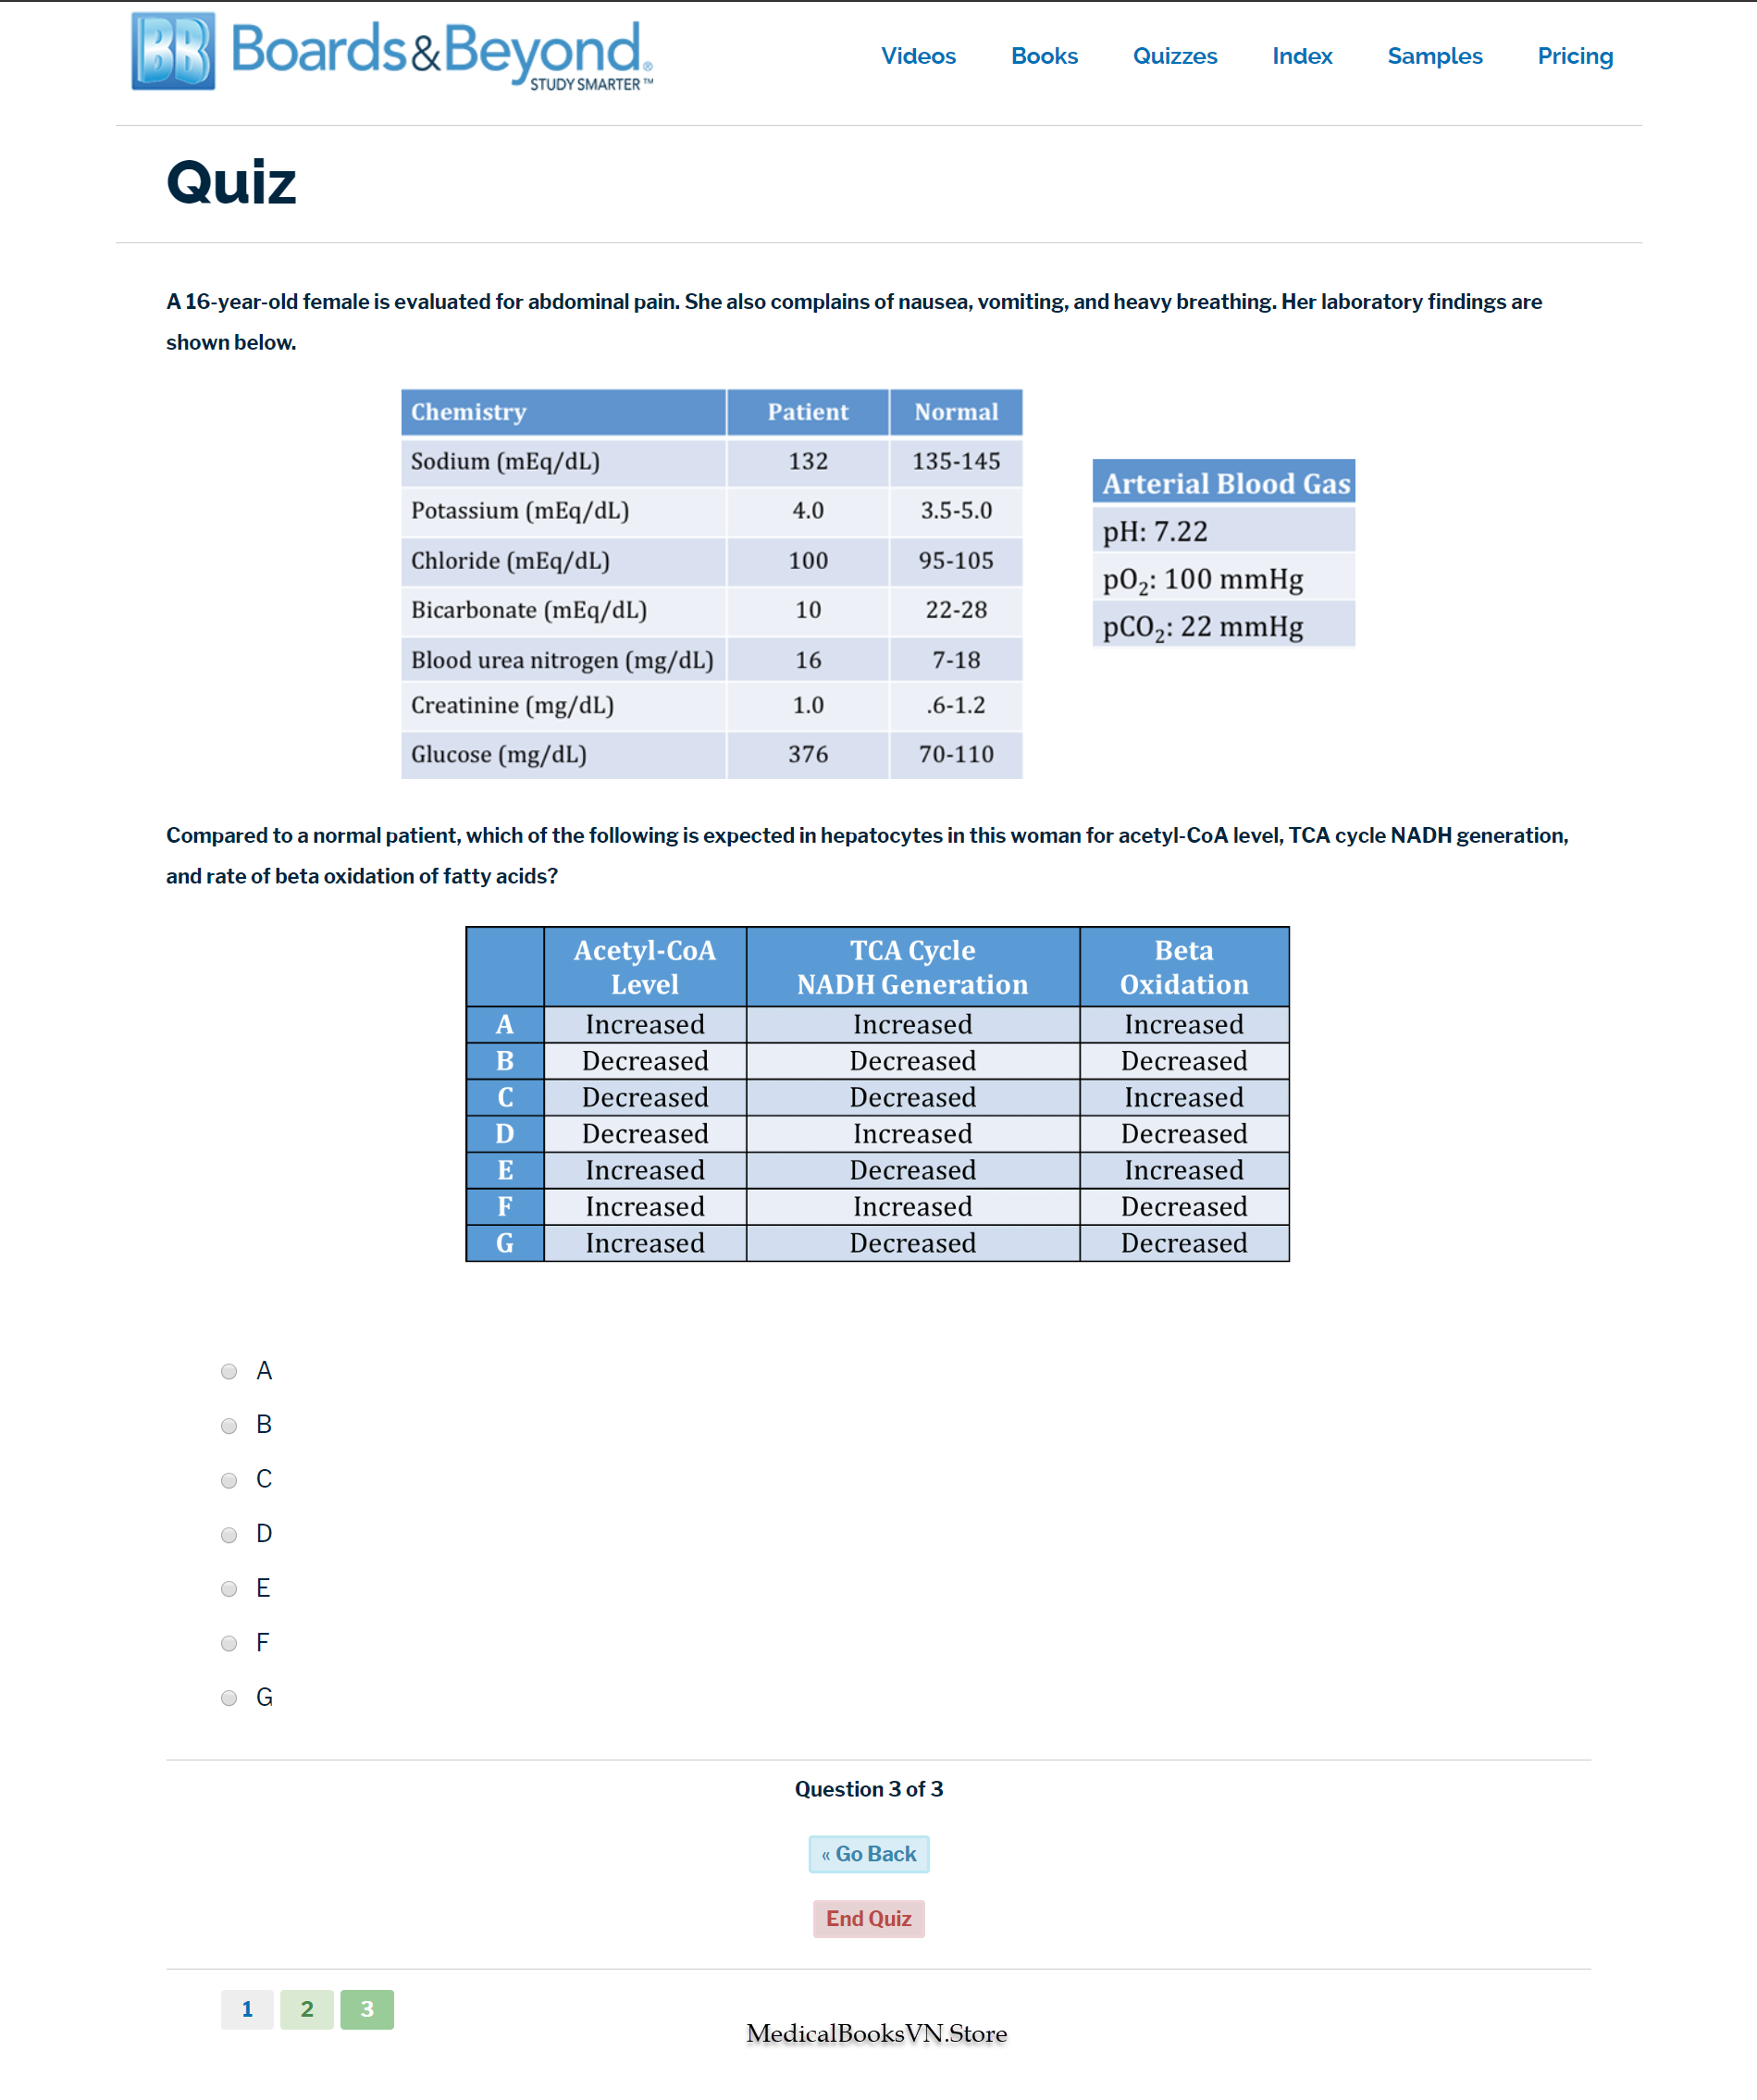 BB Boards&Beyond®
STUDY SMARTER™
Videos Books Quizzes Index Samples Pricing
Quiz
A 16-year-old female is evaluated for abdominal pain. She also complains of nausea, vomiting, and heavy breathing. Her laboratory findings are
shown below.
Chemistry Patient Normal
Sodium (mEq/dL) 132 135-145
Potassium (mEq/dL) 4.0 3.5-5.0
Chloride (mEq/dL) 100 95-105
Bicarbonate (mEq/dL) 10 22-28
Blood urea nitrogen (mg/dL) 16 7-18
Creatinine (mg/dL) 1.0 .6-1.2
Glucose (mg/dL) 376 70-110
Arterial Blood Gas
pH: 7.22
pO₂: 100 mmHg
pCO₂: 22 mmHg
Compared to a normal patient, which of the following is expected in hepatocytes in this woman for acetyl-CoA level, TCA cycle NADH generation,
and rate of beta oxidation of fatty acids?
Acetyl-CoA TCA Cycle Beta
Level NADH Generation Oxidation
A Increased Increased Increased
B Decreased Decreased Decreased
C Decreased Decreased Increased
D Decreased Increased Decreased
E Increased Decreased Increased
F Increased Increased Decreased
G Increased Decreased Decreased
A
B
C
D
E
F
G
Question 3 of 3
« Go Back
End Quiz
1 2 3
MedicalBooksVN.Store